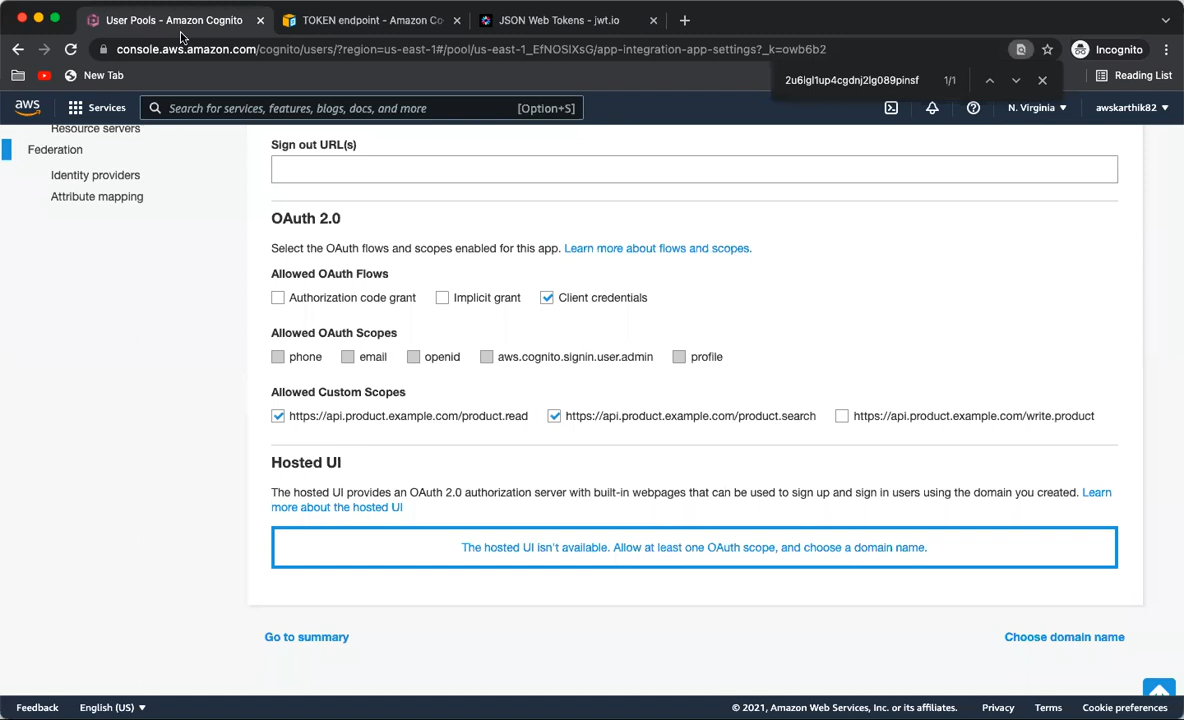 User Pools - Amazon Cognito
TOKEN endpoint - Amazon Co
JSON Web Tokens - jwt.io
console.aws.amazon.com/cognito/users/?region=us-east-1#/pool/us-east-1_EfNOSIXsG/app-integration-app-settings?_k=owb6b2
Incognito
New Tab
2u6lgl1up4cgdnj2lg089pinsf 1/1
Reading List
aws
Services
Search for services, features, blogs, docs, and more [Option+S]
N. Virginia
awskarthik82
Resource servers
Federation
Identity providers
Attribute mapping
Sign out URL(s)
OAuth 2.0
Select the OAuth flows and scopes enabled for this app. Learn more about flows and scopes.
Allowed OAuth Flows
Authorization code grant Implicit grant Client credentials
Allowed OAuth Scopes
phone email openid aws.cognito.signin.user.admin profile
Allowed Custom Scopes
https://api.product.example.com/product.read https://api.product.example.com/product.search https://api.product.example.com/write.product
Hosted UI
The hosted UI provides an OAuth 2.0 authorization server with built-in webpages that can be used to sign up and sign in users using the domain you created. Learn
more about the hosted UI
The hosted UI isn't available. Allow at least one OAuth scope, and choose a domain name.
Go to summary
Choose domain name
Feedback English (US)
© 2021, Amazon Web Services, Inc. or its affiliates. Privacy Terms Cookie preferences